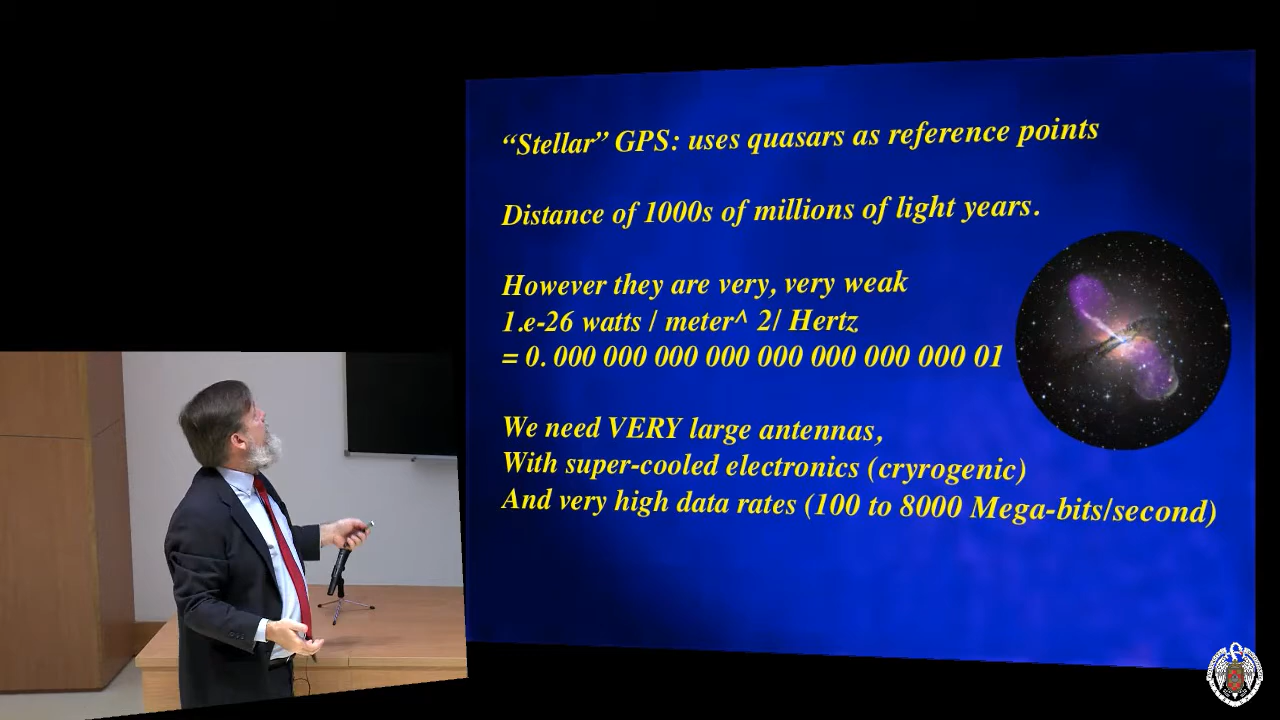 “Stellar” GPS: uses quasars as reference points
Distance of 1000s of millions of light years.
However they are very, very weak
1.e-26 watts / meter^ 2/ Hertz
= 0. 000 000 000 000 000 000 000 000 01
We need VERY large antennas,
With super-cooled electronics (cryrogenic)
And very high data rates (100 to 8000 Mega-bits/second)